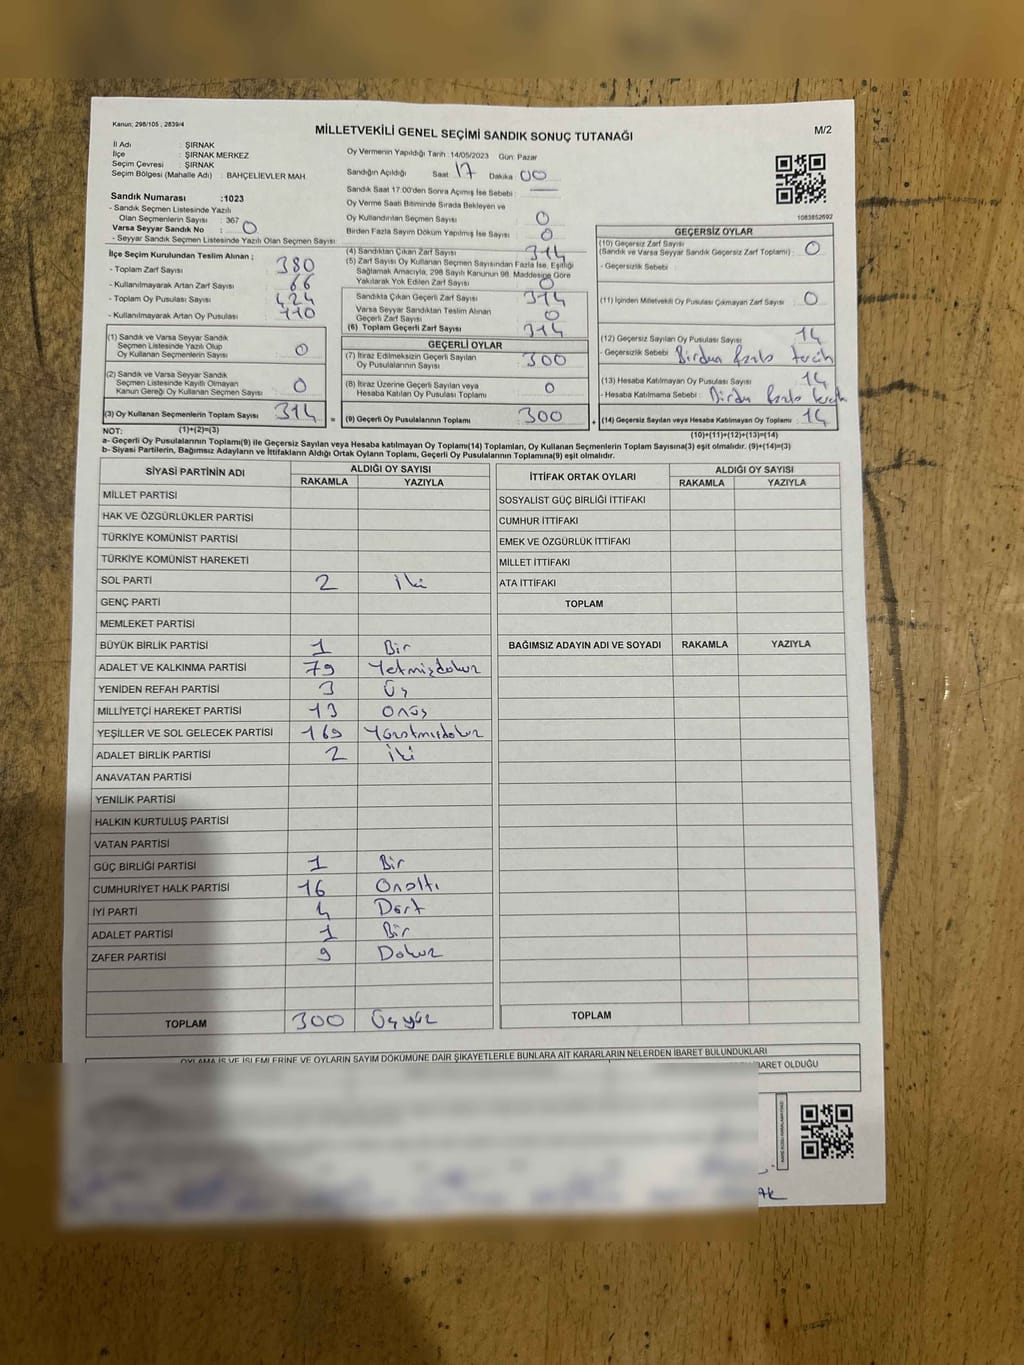 Kanun; 298/105 , 2839/4
MİLLETVEKİLİ GENEL SEÇİMİ SANDIK SONUÇ TUTANAĞI
M/2
İl Adı : ŞIRNAK
İlçe : ŞIRNAK MERKEZ
Seçim Çevresi : ŞIRNAK
Seçim Bölgesi (Mahalle Adı) : BAHÇELİEVLER MAH.
Sandık Numarası :1023
- Sandık Seçmen Listesinde Yazılı
Olan Seçmenlerin Sayısı : 367
Varsa Seyyar Sandık No : 0
- Seyyar Sandık Seçmen Listesinde Yazılı Olan Seçmen Sayısı
İlçe Seçim Kurulundan Teslim Alınan ;
- Toplam Zarf Sayısı 380
- Kullanılmayarak Artan Zarf Sayısı 66
- Toplam Oy Pusulası Sayısı 424
- Kullanılmayarak Artan Oy Pusulası 110
(1) Sandık ve Varsa Seyyar Sandık
Seçmen Listesinde Yazılı Olup
Oy Kullanan Seçmenlerin Sayısı 0
(2) Sandık ve Varsa Seyyar Sandık
Seçmen Listesinde Kayıtlı Olmayan
Kanun Gereği Oy Kullanan Seçmen Sayısı 0
(3) Oy Kullanan Seçmenlerin Toplam Sayısı 314
Oy Vermenin Yapıldığı Tarih :14/05/2023 Gün: Pazar
Sandığın Açıldığı Saat 17 Dakika 00
Sandık Saat 17:00'den Sonra Açılmış İse Sebebi :
Oy Verme Saati Bitiminde Sırada Bekleyen ve
Oy Kullandırılan Seçmen Sayısı 0
Birden Fazla Sayım Döküm Yapılmış İse Sayısı 0
(4) Sandıktan Çıkan Zarf Sayısı 314
(5) Zarf Sayısı Oy Kullanan Seçmen Sayısından Fazla İse, Eşitliği
Sağlamak Amacıyla, 298 Sayılı Kanunun 98. Maddesine Göre
Yakılarak Yok Edilen Zarf Sayısı 0
Sandıkta Çıkan Geçerli Zarf Sayısı 314
Varsa Seyyar Sandıktan Teslim Alınan
Geçerli Zarf Sayısı 0
(6) Toplam Geçerli Zarf Sayısı 314
GEÇERLİ OYLAR
(7) İtiraz Edilmeksizin Geçerli Sayılan
Oy Pusulalarının Sayısı 300
(8) İtiraz Üzerine Geçerli Sayılan veya
Hesaba Katılan Oy Pusulası Toplamı 0
= (9) Geçerli Oy Pusulalarının Toplamı 300
1083852692
GEÇERSİZ OYLAR
(10) Geçersiz Zarf Sayısı
(Sandık ve Varsa Seyyar Sandık Geçersiz Zarf Toplamı) : 0
- Geçersizlik Sebebi :
(11) İçinden Milletvekili Oy Pusulası Çıkmayan Zarf Sayısı 0
(12) Geçersiz Sayılan Oy Pusulası Sayısı 14
- Geçersizlik Sebebi : Birden fazla tercih
(13) Hesaba Katılmayan Oy Pusulası Sayısı 14
- Hesaba Katılmama Sebebi : Birden fazla tercih
+ (14) Geçersiz Sayılan veya Hesaba Katılmayan Oy Toplamı 14
NOT: (1)+(2)=(3) (10)+(11)+(12)+(13)=(14)
a- Geçerli Oy Pusulalarının Toplamı(9) ile Geçersiz Sayılan veya Hesaba katılmayan Oy Toplamı(14) Toplamları, Oy Kullanan Seçmenlerin Toplam Sayısına(3) eşit olmalıdır. (9)+(14)=(3)
b- Siyasi Partilerin, Bağımsız Adayların ve İttifakların Aldığı Ortak Oyların Toplamı, Geçerli Oy Pusulalarının Toplamına(9) eşit olmalıdır.
SİYASİ PARTİNİN ADI ALDIĞI OY SAYISI
RAKAMLA YAZIYLA
MİLLET PARTİSİ
HAK VE ÖZGÜRLÜKLER PARTİSİ
TÜRKİYE KOMÜNİST PARTİSİ
TÜRKİYE KOMÜNİST HAREKETİ
SOL PARTİ 2 İki
GENÇ PARTİ
MEMLEKET PARTİSİ
BÜYÜK BİRLİK PARTİSİ 1 Bir
ADALET VE KALKINMA PARTİSİ 79 Yetmişdokuz
YENİDEN REFAH PARTİSİ 3 Üç
MİLLİYETÇİ HAREKET PARTİSİ 13 Onüç
YEŞİLLER VE SOL GELECEK PARTİSİ 169 Yüzatmışdokuz
ADALET BİRLİK PARTİSİ 2 İki
ANAVATAN PARTİSİ
YENİLİK PARTİSİ
HALKIN KURTULUŞ PARTİSİ
VATAN PARTİSİ
GÜÇ BİRLİĞİ PARTİSİ 1 Bir
CUMHURİYET HALK PARTİSİ 16 Onaltı
İYİ PARTİ 4 Dört
ADALET PARTİSİ 1 Bir
ZAFER PARTİSİ 9 Dokuz
TOPLAM 300 Üçyüz
İTTİFAK ORTAK OYLARI ALDIĞI OY SAYISI
RAKAMLA YAZIYLA
SOSYALİST GÜÇ BİRLİĞİ İTTİFAKI
CUMHUR İTTİFAKI
EMEK VE ÖZGÜRLÜK İTTİFAKI
MİLLET İTTİFAKI
ATA İTTİFAKI
TOPLAM
BAĞIMSIZ ADAYIN ADI VE SOYADI RAKAMLA YAZIYLA
TOPLAM
OYLAMA İŞ VE İŞLEMLERİNE VE OYLARIN SAYIM DÖKÜMÜNE DAİR ŞİKAYETLERLE BUNLARA AİT KARARLARIN NELERDEN İBARET BULUNDUKLARI
İBARET OLDUĞU